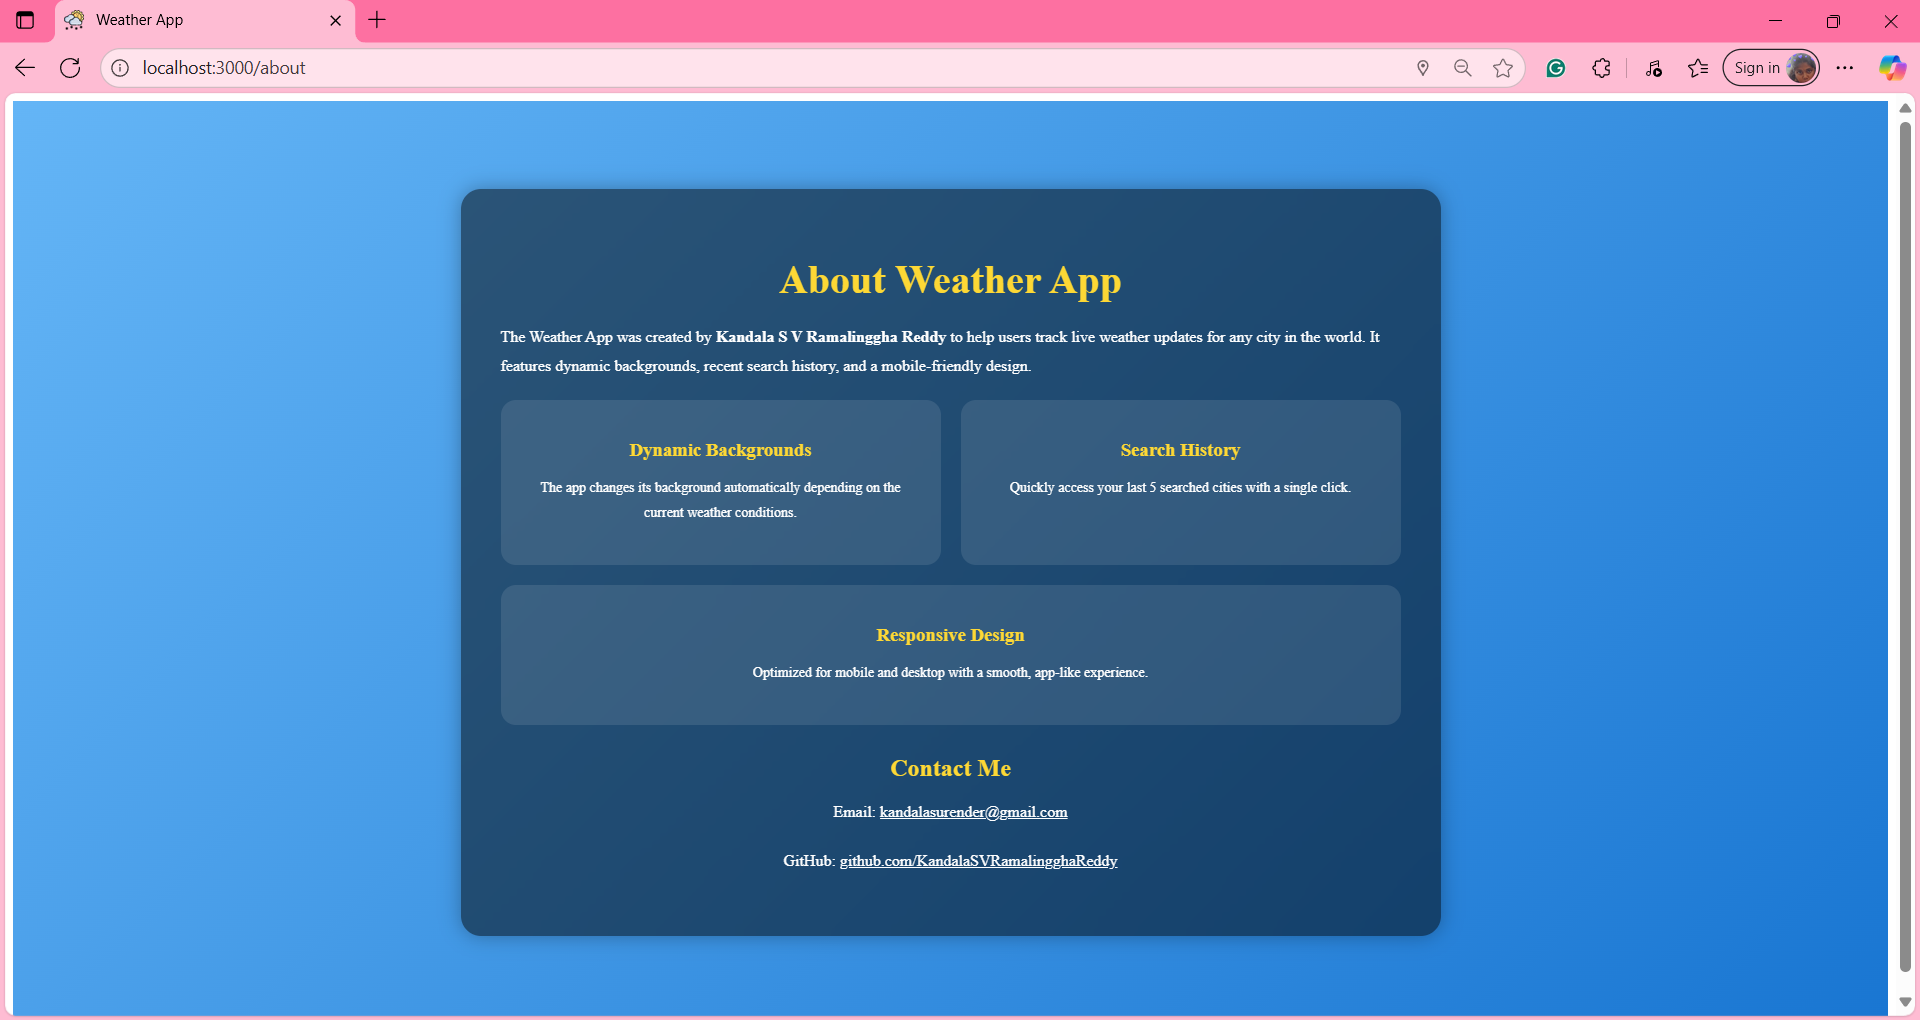 Weather App
localhost:3000/about
Sign in
About Weather App
The Weather App was created by Kandala S V Ramalinggha Reddy to help users track live weather updates for any city in the world. It
features dynamic backgrounds, recent search history, and a mobile-friendly design.
Dynamic Backgrounds
The app changes its background automatically depending on the
current weather conditions.
Search History
Quickly access your last 5 searched cities with a single click.
Responsive Design
Optimized for mobile and desktop with a smooth, app-like experience.
Contact Me
Email: kandalasurender@gmail.com
GitHub: github.com/KandalaSVRamalingghaReddy